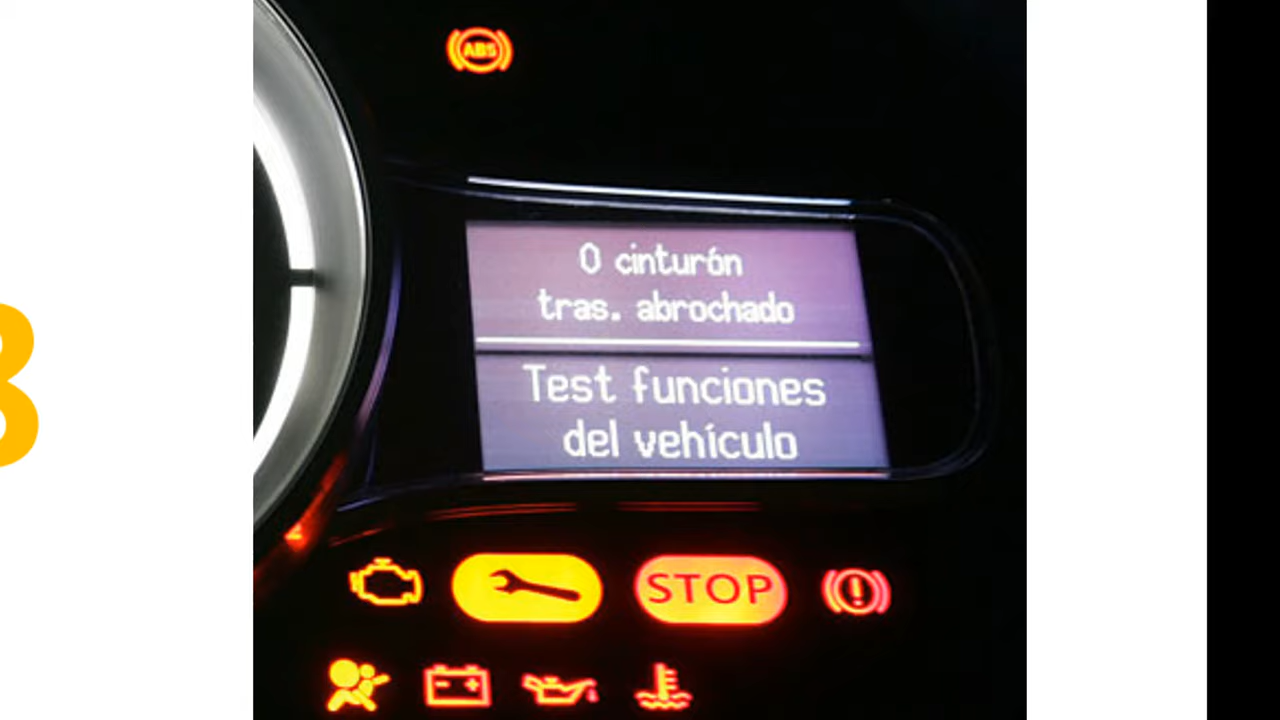 ABS
0 cinturón
tras. abrochado
Test funciones
del vehículo
STOP